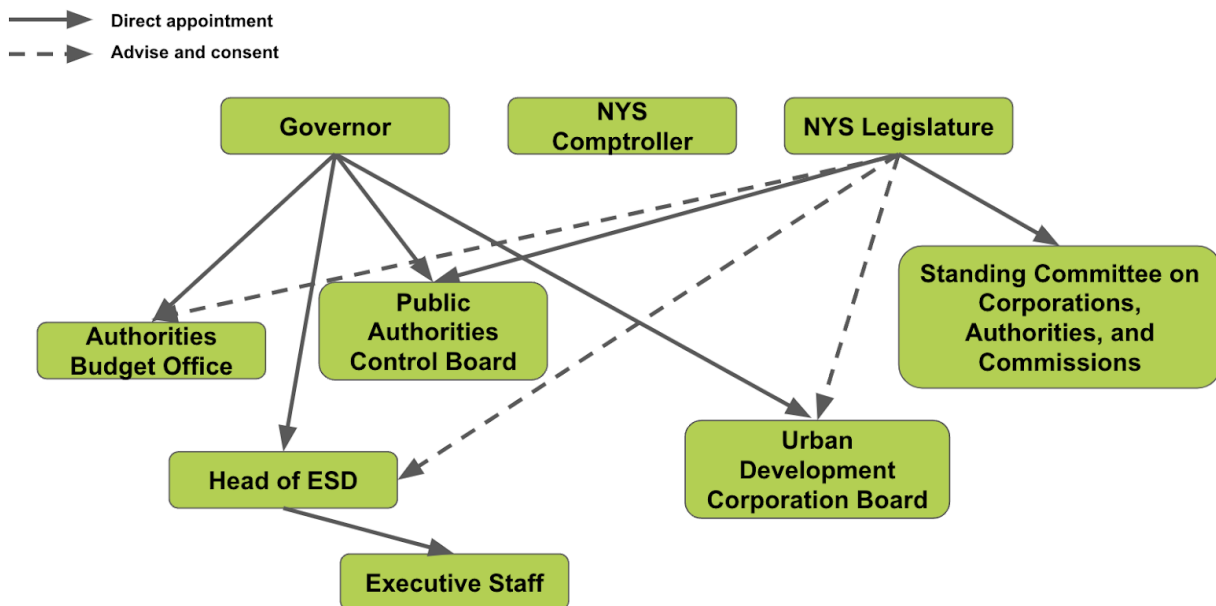 Direct appointment
Advise and consent
Governor
NYS
Comptroller
NYS Legislature
Authorities
Budget Office
Public
Authorities
Control Board
Standing Committee on
Corporations,
Authorities, and
Commissions
Head of ESD
Urban
Development
Corporation Board
Executive Staff